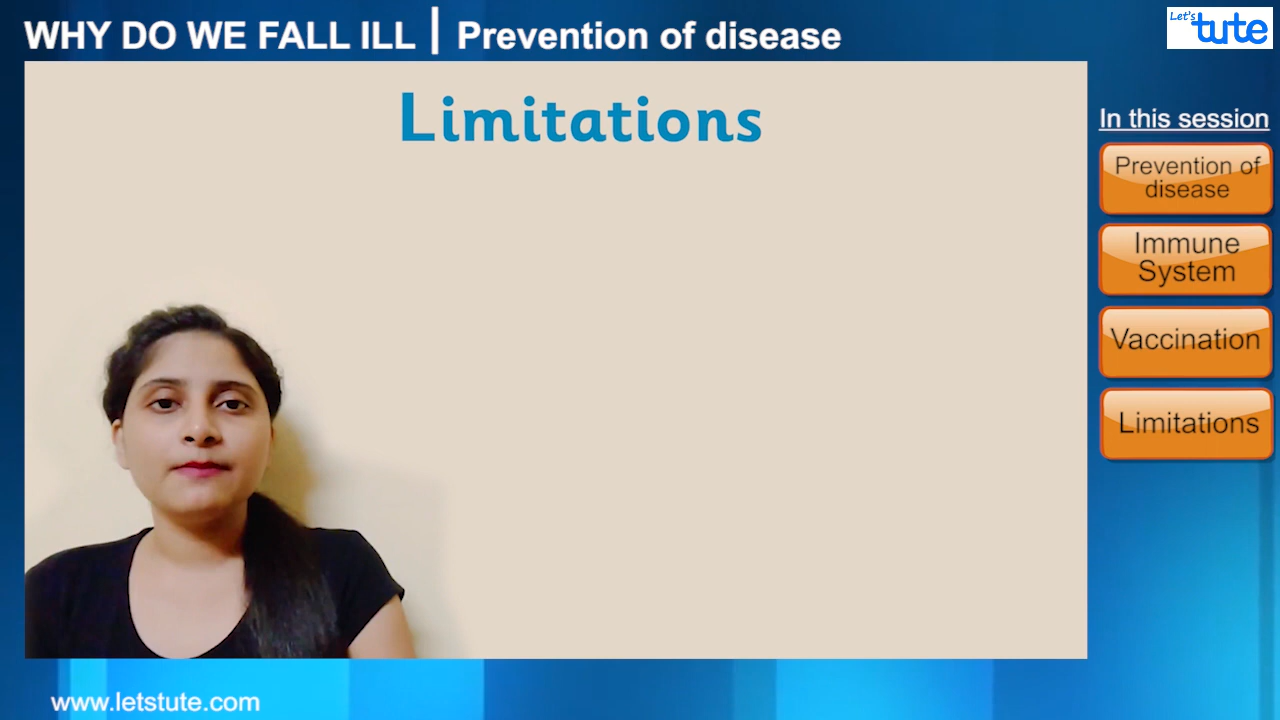 WHY DO WE FALL ILL | Prevention of disease
Let's
tute
Limitations
In this session
Prevention of
disease
Immune
System
Vaccination
Limitations
www.letstute.com